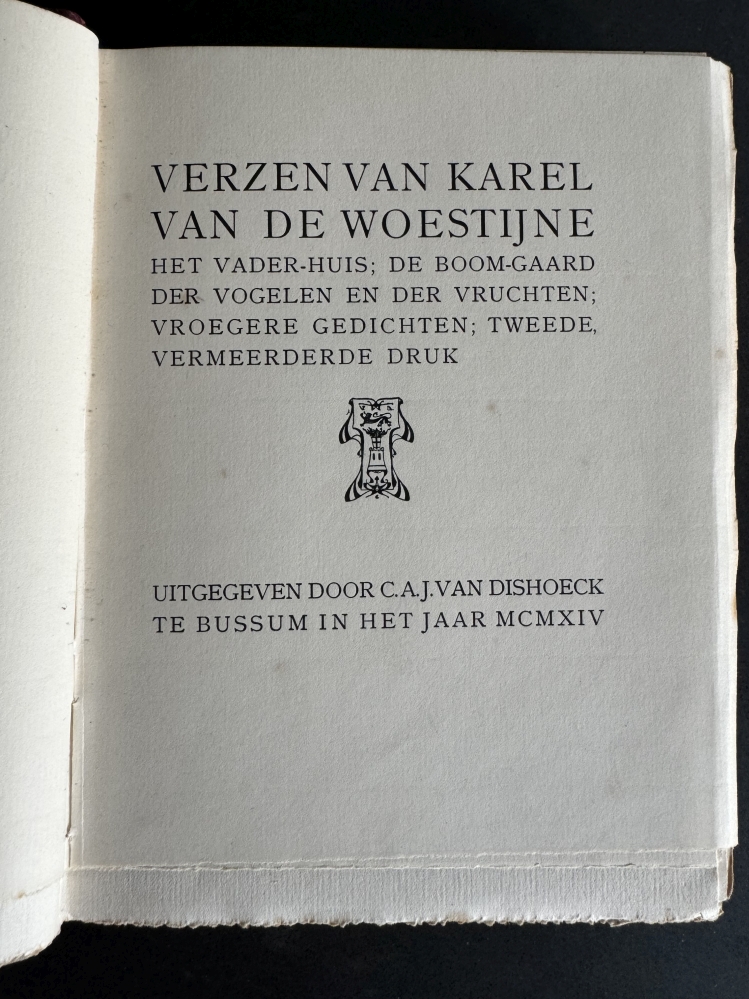 VERZEN VAN KAREL
VAN DE WOESTIJNE
HET VADER-HUIS; DE BOOM-GAARD
DER VOGELEN EN DER VRUCHTEN;
VROEGERE GEDICHTEN; TWEEDE,
VERMEERDERDE DRUK
UITGEGEVEN DOOR C.A.J. VAN DISHOECK
TE BUSSUM IN HET JAAR MCMXIV